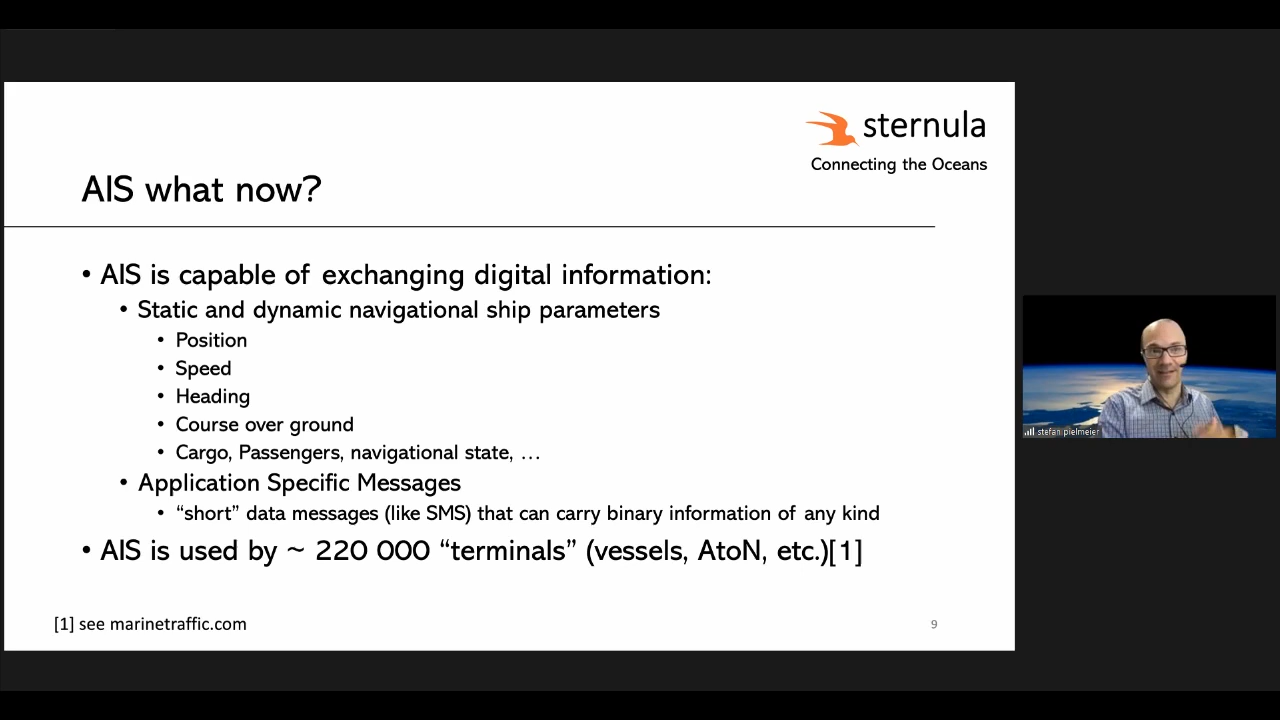 sternula
Connecting the Oceans
AIS what now?
• AIS is capable of exchanging digital information:
• Static and dynamic navigational ship parameters
• Position
• Speed
• Heading
• Course over ground
• Cargo, Passengers, navigational state, …
• Application Specific Messages
• “short” data messages (like SMS) that can carry binary information of any kind
• AIS is used by ~ 220 000 “terminals” (vessels, AtoN, etc.)[1]
[1] see marinetraffic.com
9
stefan pielmeier